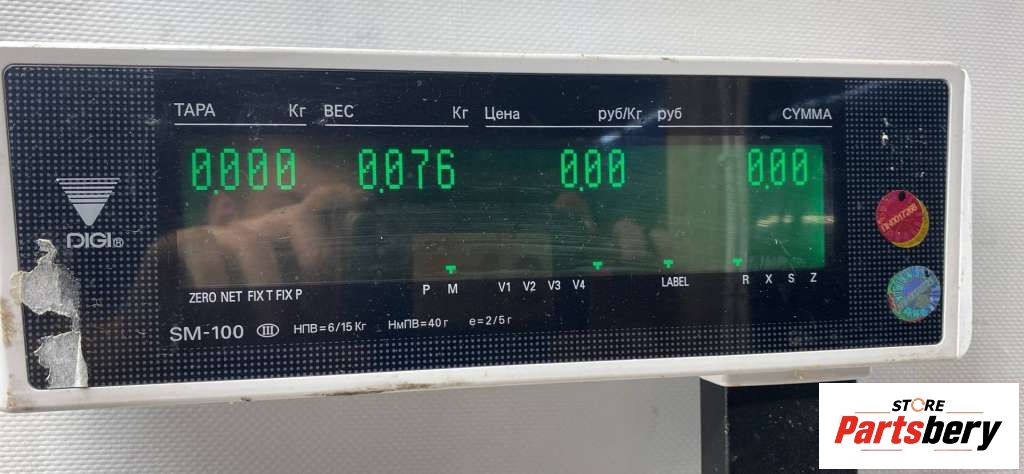 ТАРА Кг ВЕС Кг Цена руб/Кг руб СУММА
0.000 0.076 0.00 0.00
DIGI®
P M V1 V2 V3 V4 LABEL R X S Z
ZERO NET FIX T FIX P
SM-100 III НПВ=6/15 Кг НмПВ=40 г e=2/5 г
STORE
Partsbery